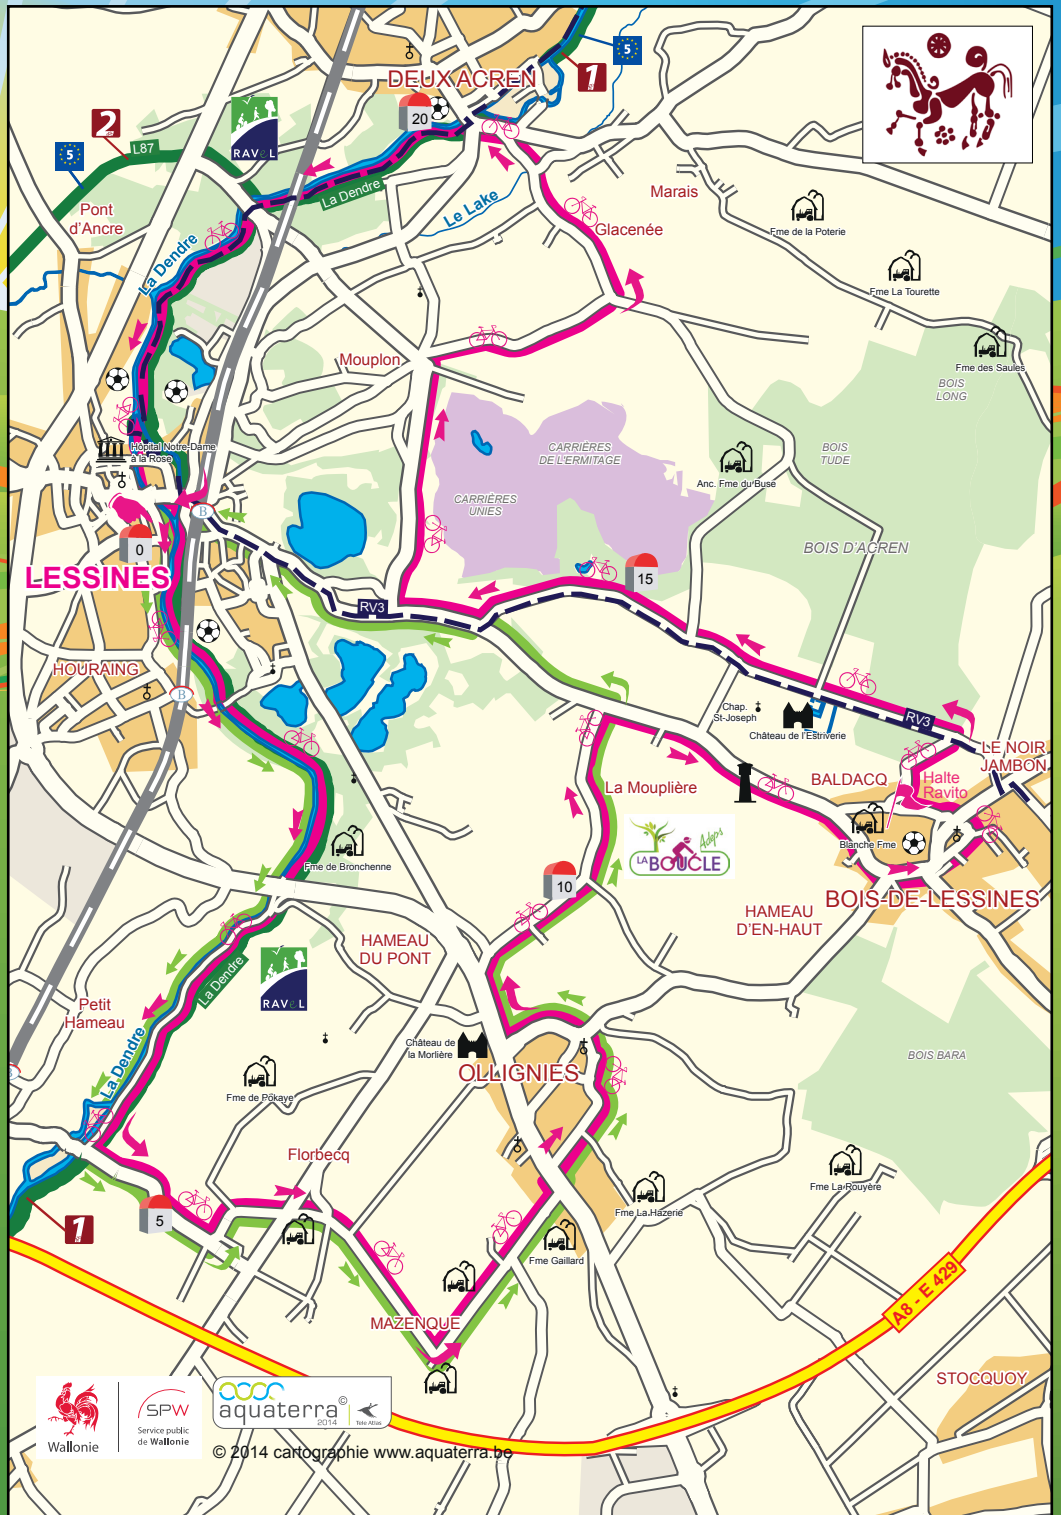 5
1
DEUX ACREN
20
2
5
L87
RAVeL
La Dendre
Le Lake
Marais
Pont
d'Ancre
Glacenée
Fme de la Poterie
La Dendre
Fme La Tourette
Mouplon
Fme des Saules
BOIS
LONG
Hôpital Notre-Dame
à la Rose
CARRIÈRES
DE L'ERMITAGE
BOIS
TUDE
Anc. Fme du Buse
CARRIÈRES
UNIES
B
0
BOIS D'ACREN
LESSINES
15
RV3
HOURAING
B
Chap.
St-Joseph
Château de l'Estriverie
RV3
LE NOIR
JAMBON
La Mouplière
BALDACQ
Halte
Ravito
Adeps
LA BOUCLE
Blanche Fme
Fme de Bronchenne
10
BOIS-DE-LESSINES
HAMEAU
D'EN-HAUT
HAMEAU
DU PONT
La Dendre
RAVeL
Petit
Hameau
Château de
la Morlière
BOIS BARA
La Dendre
OLLIGNIES
B
Fme de Pokaye
Florbecq
Fme La Rouyère
5
Fme La Hazerie
1
Fme Gaillard
A8 - E 429
MAZENQUE
STOCQUOY
Wallonie
SPW
Service public
de Wallonie
aquaterra©
2014
Tele Atlas
© 2014 cartographie www.aquaterra.be